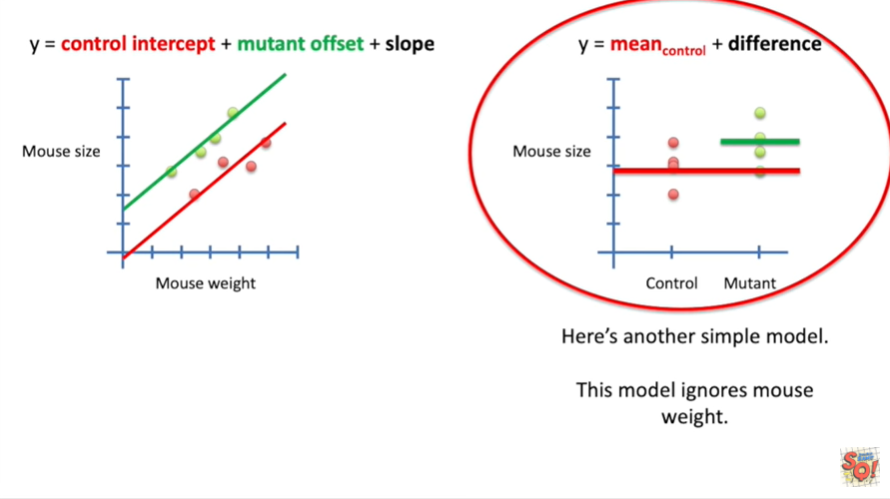 y = control intercept + mutant offset + slope
y = mean control + difference
Mouse size
Mouse size
Mouse weight
Control
Mutant
Here's another simple model.
This model ignores mouse
weight.
SQ!